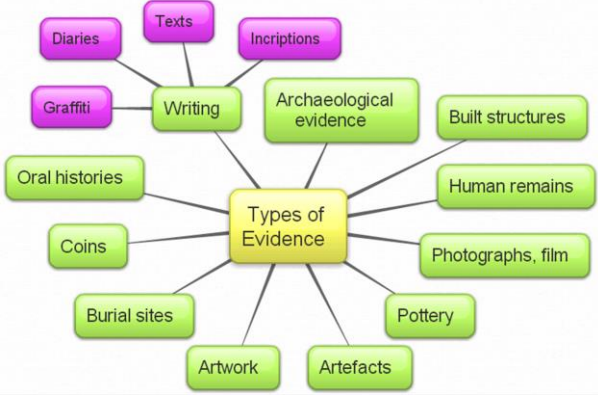 Texts
Diaries
Incriptions
Graffiti
Writing
Archaeological
evidence
Built structures
Oral histories
Human remains
Types of
Evidence
Coins
Photographs, film
Burial sites
Pottery
Artwork
Artefacts